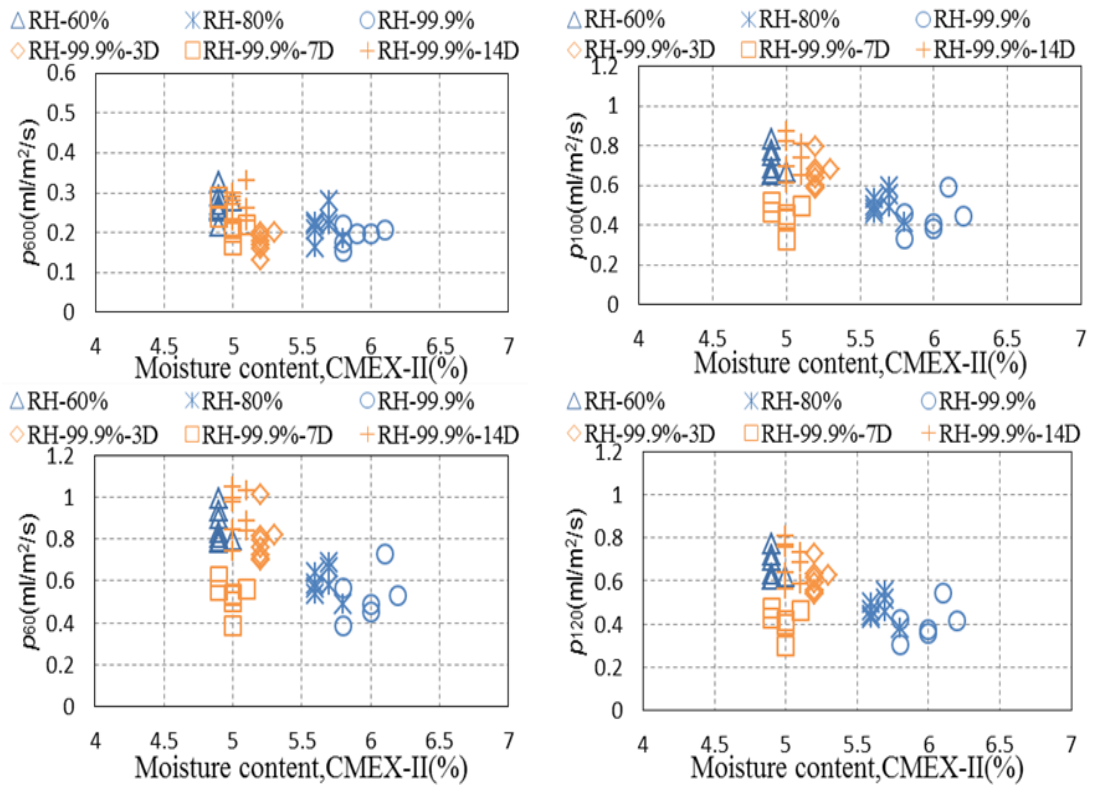 △RH-60% RH-80% ○RH-99.9%
◇RH-99.9%-3D □RH-99.9%-7D +RH-99.9%-14D
0.6
0.5
0.4
0.3
0.2
0.1
0
p600(ml/m²/s)
4 4.5 5 5.5 6 6.5 7
Moisture content,CMEX-II(%)
△RH-60% RH-80% ○RH-99.9%
◇RH-99.9%-3D □RH-99.9%-7D +RH-99.9%-14D
1.2
1
0.8
0.6
0.4
0.2
0
p100(ml/m²/s)
4 4.5 5 5.5 6 6.5 7
Moisture content,CMEX-II(%)
△RH-60% RH-80% ○RH-99.9%
◇RH-99.9%-3D □RH-99.9%-7D +RH-99.9%-14D
1.2
1
0.8
0.6
0.4
0.2
0
p60(ml/m²/s)
4 4.5 5 5.5 6 6.5 7
Moisture content,CMEX-II(%)
△RH-60% RH-80% ○RH-99.9%
◇RH-99.9%-3D □RH-99.9%-7D +RH-99.9%-14D
1.2
1
0.8
0.6
0.4
0.2
0
p120(ml/m²/s)
4 4.5 5 5.5 6 6.5 7
Moisture content,CMEX-II(%)